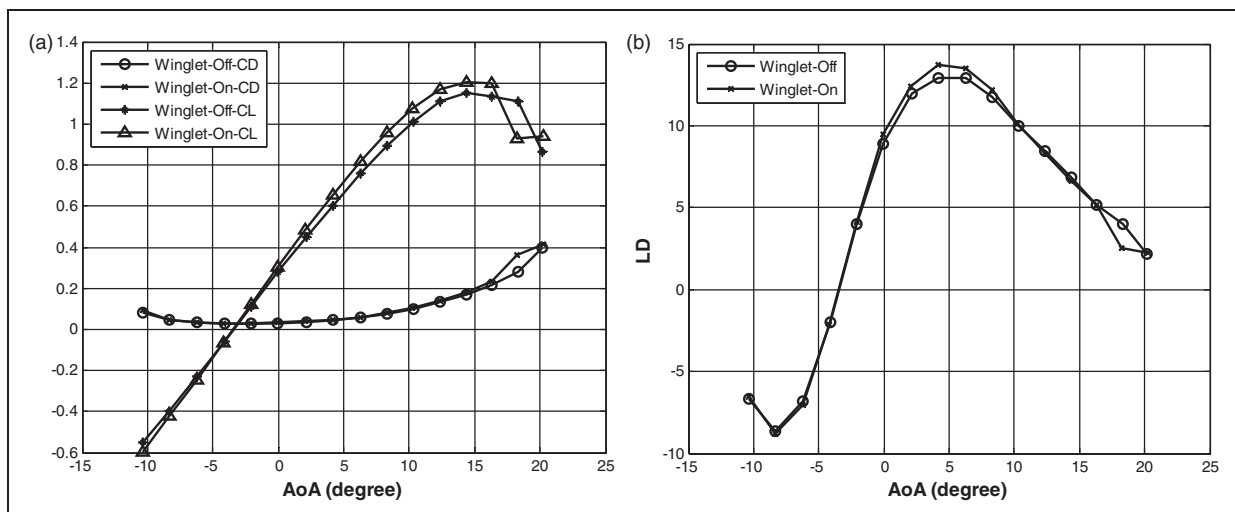 (a)
1.4
1.2
1
0.8
0.6
0.4
0.2
0
-0.2
-0.4
-0.6
Winglet-Off-CD
Winglet-On-CD
Winglet-Off-CL
Winglet-On-CL
-15 -10 -5 0 5 10 15 20 25
AoA (degree)
(b)
15
10
5
0
-5
-10
LD
Winglet-Off
Winglet-On
-15 -10 -5 0 5 10 15 20 25
AoA (degree)